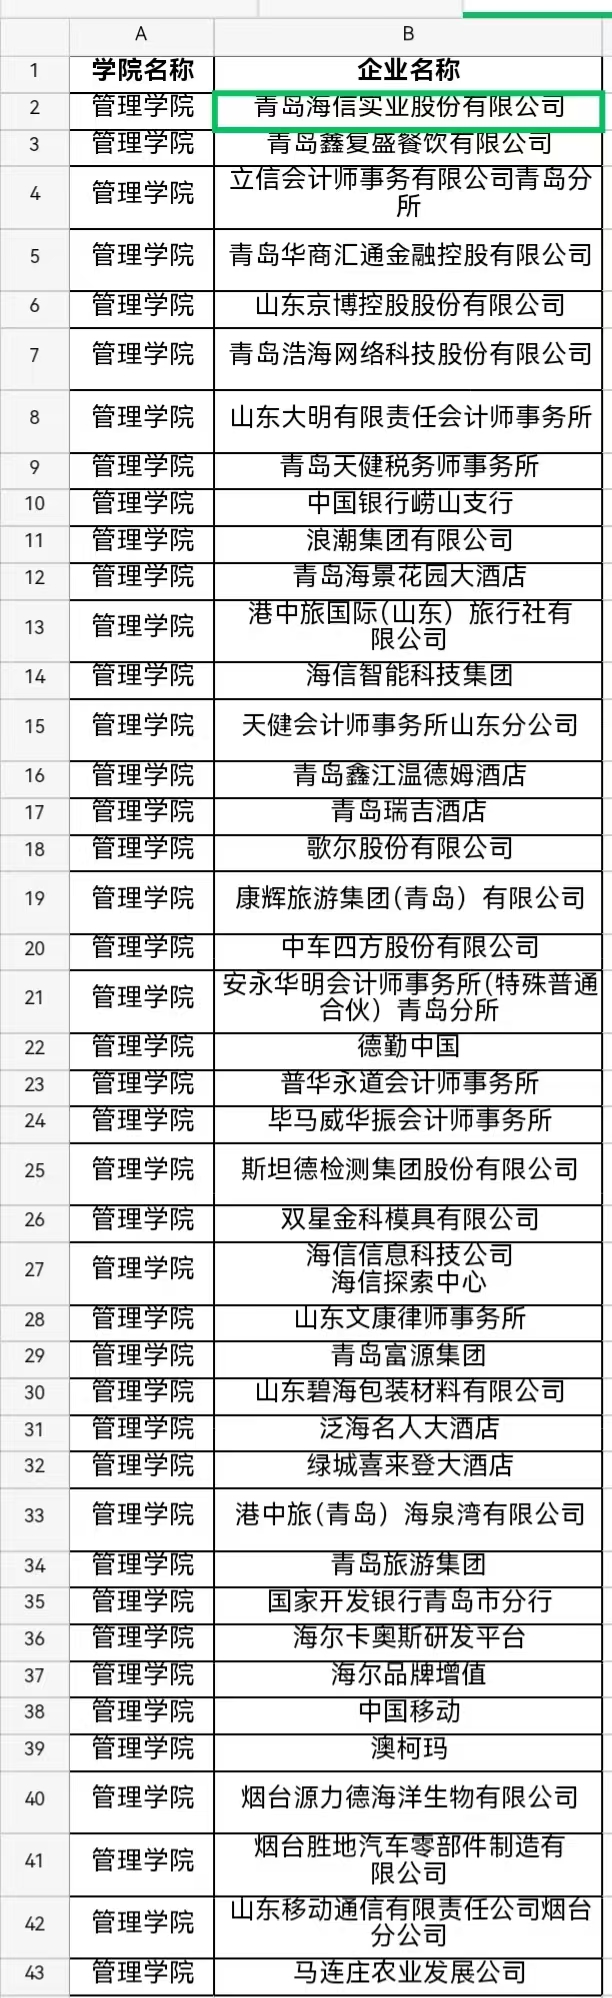 A B
1 学院名称 企业名称
2 管理学院 青岛海信实业股份有限公司
3 管理学院 青岛鑫复盛餐饮有限公司
4 管理学院 立信会计师事务有限公司青岛分
所
5 管理学院 青岛华商汇通金融控股有限公司
6 管理学院 山东京博控股股份有限公司
7 管理学院 青岛浩海网络科技股份有限公司
8 管理学院 山东大明有限责任会计师事务所
9 管理学院 青岛天健税务师事务所
10 管理学院 中国银行崂山支行
11 管理学院 浪潮集团有限公司
12 管理学院 青岛海景花园大酒店
13 管理学院 港中旅国际(山东）旅行社有
限公司
14 管理学院 海信智能科技集团
15 管理学院 天健会计师事务所山东分公司
16 管理学院 青岛鑫江温德姆酒店
17 管理学院 青岛瑞吉酒店
18 管理学院 歌尔股份有限公司
19 管理学院 康辉旅游集团(青岛）有限公司
20 管理学院 中车四方股份有限公司
21 管理学院 安永华明会计师事务所(特殊普通
合伙）青岛分所
22 管理学院 德勤中国
23 管理学院 普华永道会计师事务所
24 管理学院 毕马威华振会计师事务所
25 管理学院 斯坦德检测集团股份有限公司
26 管理学院 双星金科模具有限公司
27 管理学院 海信信息科技公司
海信探索中心
28 管理学院 山东文康律师事务所
29 管理学院 青岛富源集团
30 管理学院 山东碧海包装材料有限公司
31 管理学院 泛海名人大酒店
32 管理学院 绿城喜来登大酒店
33 管理学院 港中旅(青岛）海泉湾有限公司
34 管理学院 青岛旅游集团
35 管理学院 国家开发银行青岛市分行
36 管理学院 海尔卡奥斯研发平台
37 管理学院 海尔品牌增值
38 管理学院 中国移动
39 管理学院 澳柯玛
40 管理学院 烟台源力德海洋生物有限公司
41 管理学院 烟台胜地汽车零部件制造有
限公司
42 管理学院 山东移动通信有限责任公司烟台
分公司
43 管理学院 马连庄农业发展公司